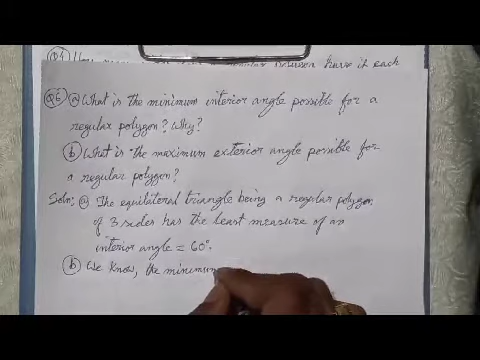 Q6) (a) What is the minimum interior angle possible for a
regular polygon? Why?
(b) What is the maximum exterior angle possible for
a regular polygon?
Soln: (a) The equilateral triangle being a regular polygon
of 3 sides has the least measure of an
interior angle = 60°.
(b) We know, the minimum